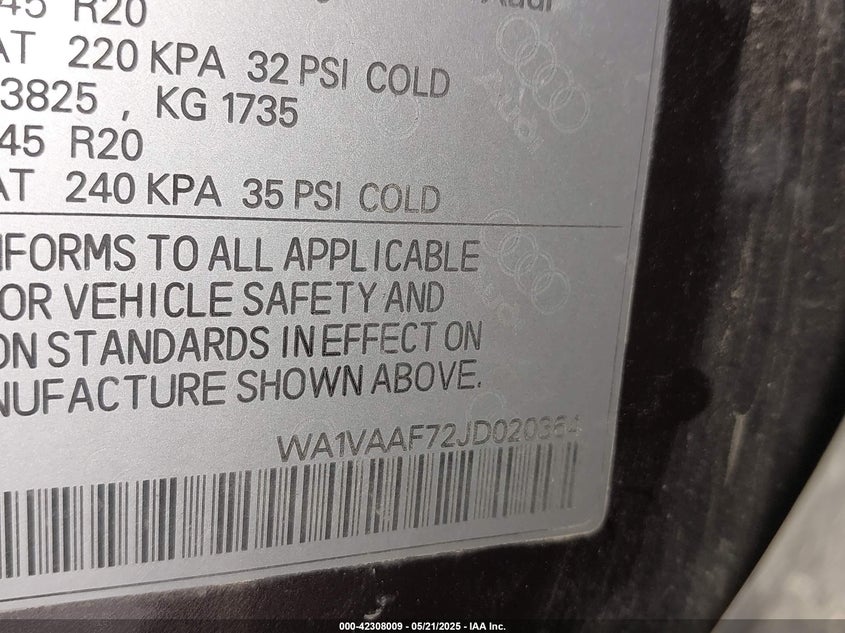 45 R20
Audi
AT 220 KPA 32 PSI COLD
3825 , KG 1735
45 R20
AT 240 KPA 35 PSI COLD
NFORMS TO ALL APPLICABLE
OR VEHICLE SAFETY AND
ON STANDARDS IN EFFECT ON
NUFACTURE SHOWN ABOVE.
WA1VAAF72JD020364
000-42308009 - 05/21/2025 - IAA Inc.